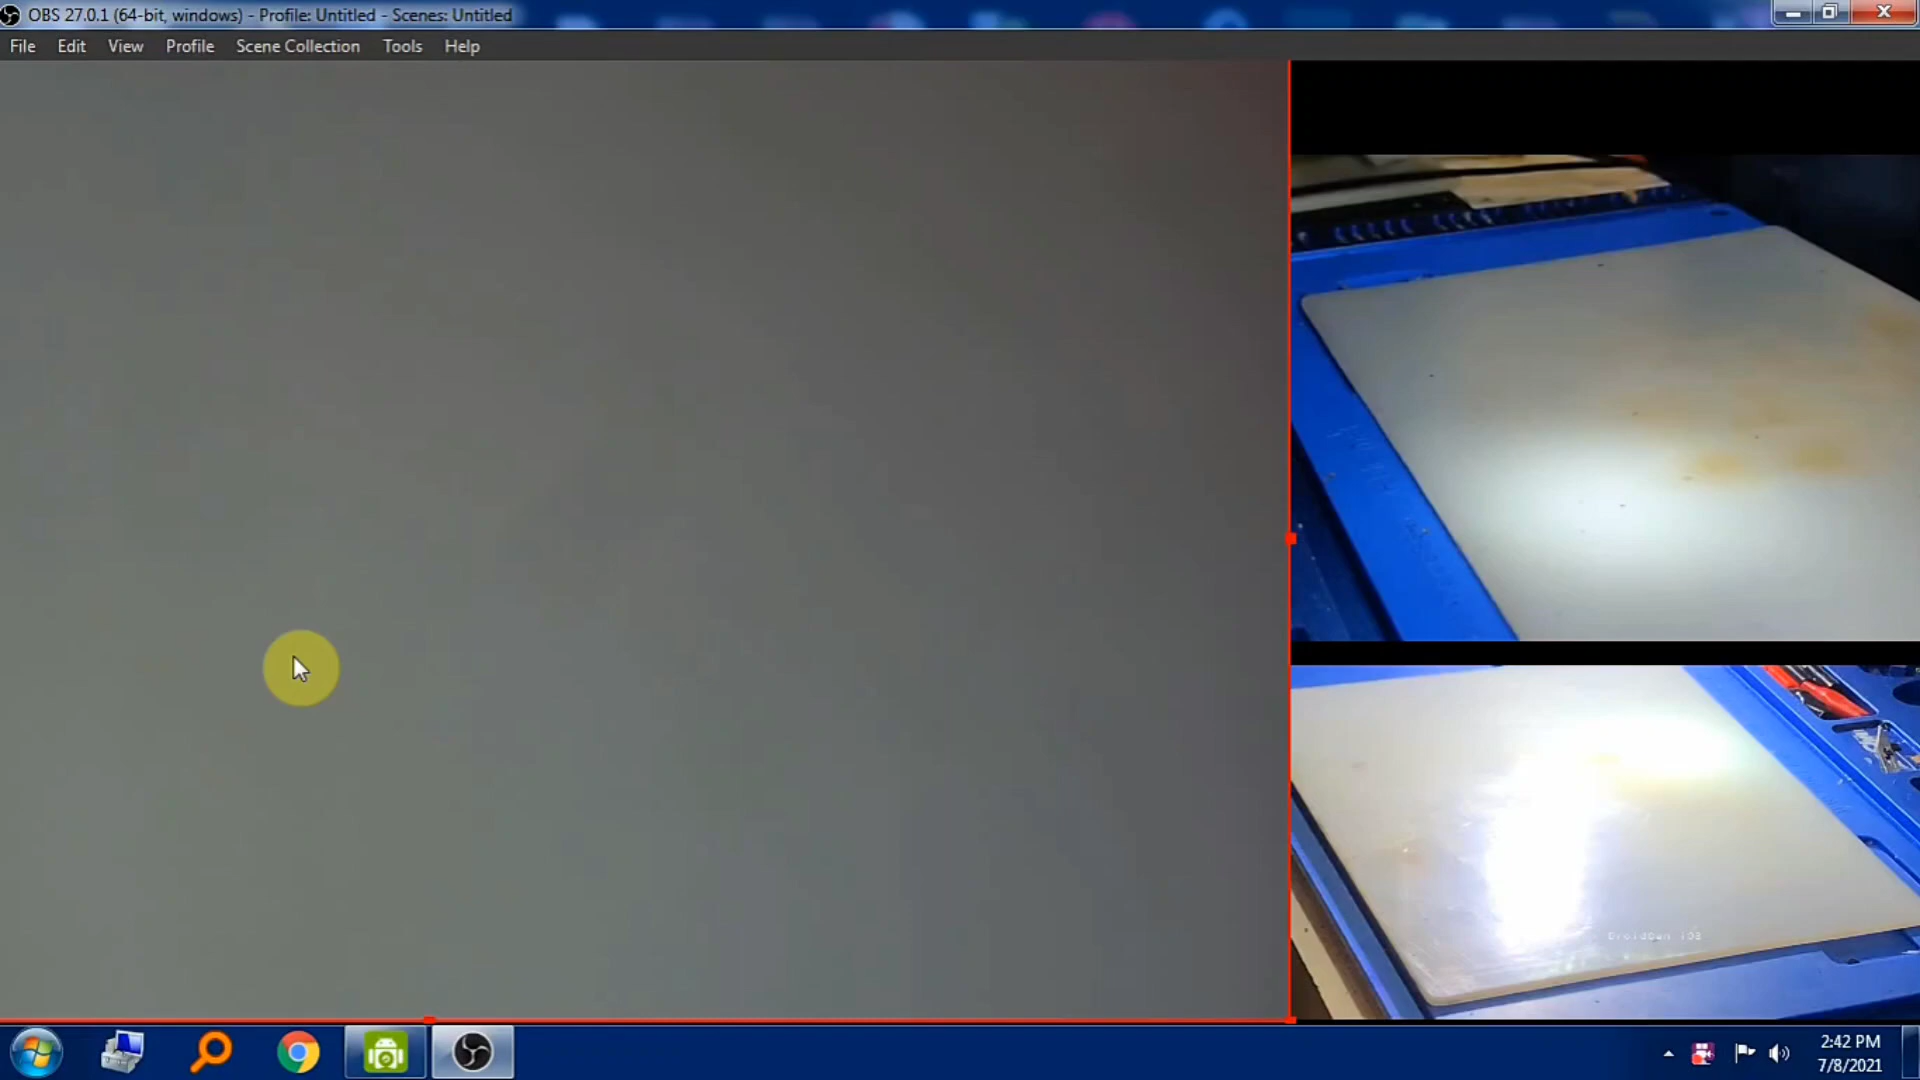 OBS 27.0.1 (64-bit, windows) - Profile: Untitled - Scenes: Untitled
File Edit View Profile Scene Collection Tools Help
2:42 PM
7/8/2021